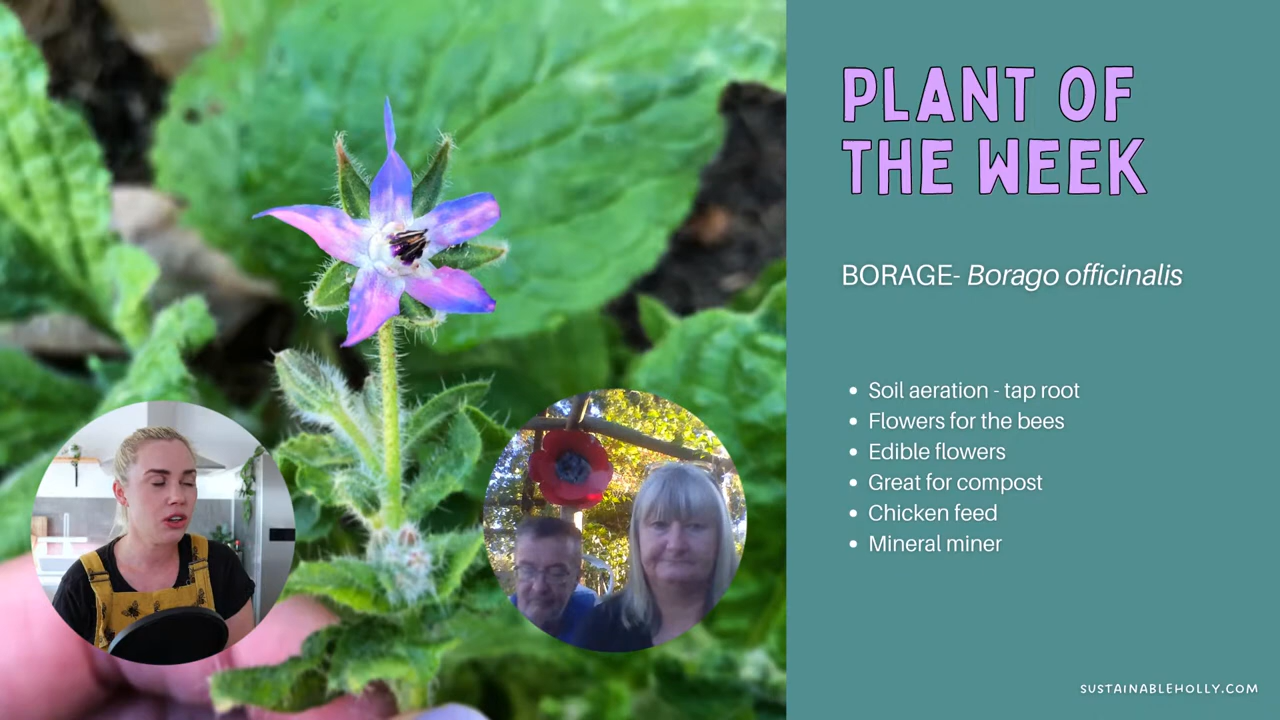 PLANT OF
THE WEEK
BORAGE- Borago officinalis
• Soil aeration - tap root
• Flowers for the bees
• Edible flowers
• Great for compost
• Chicken feed
• Mineral miner
SUSTAINABLEHOLLY.COM